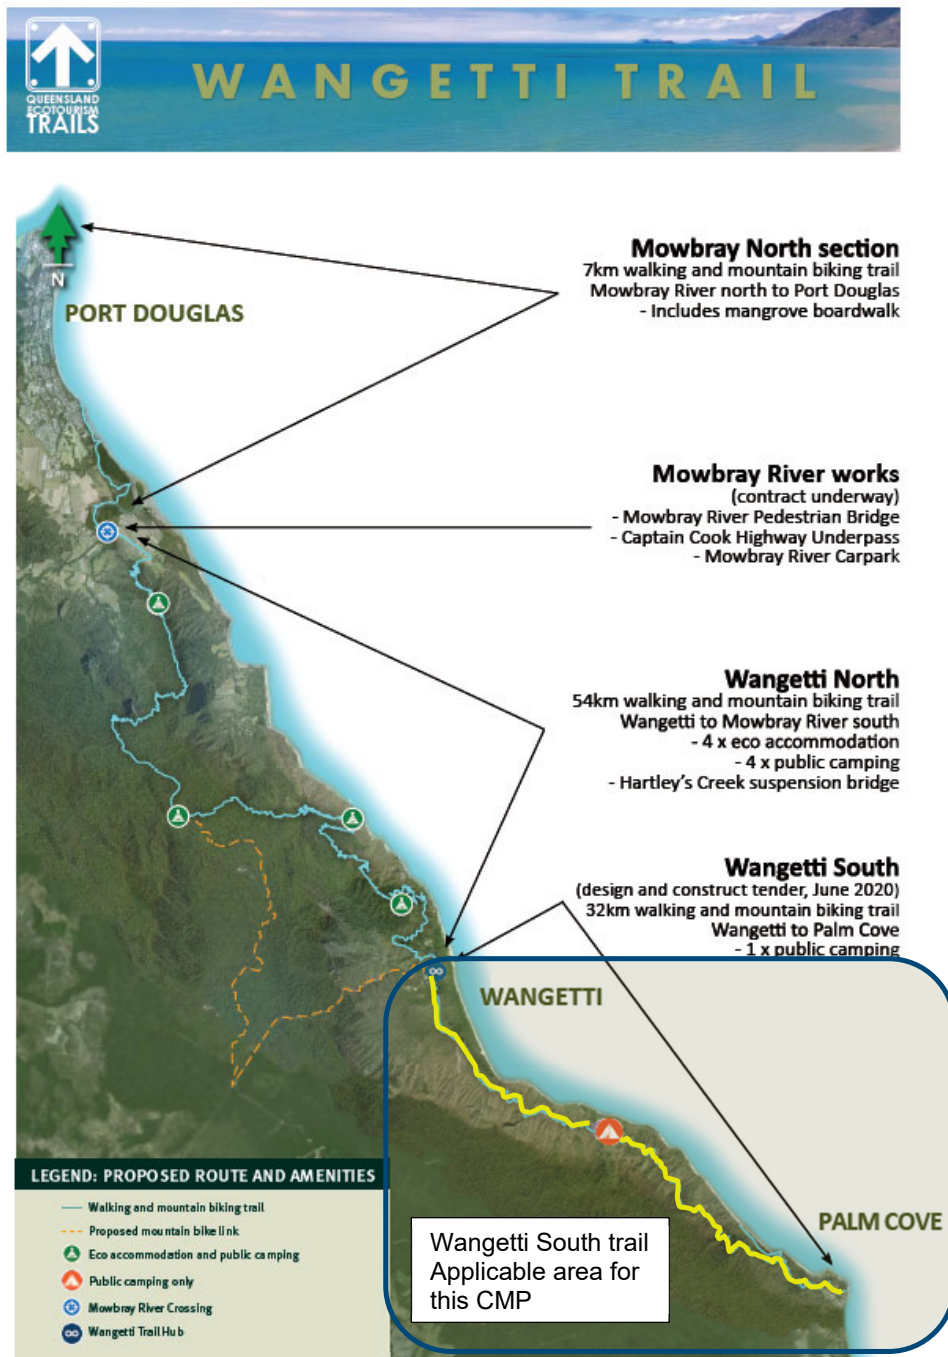 QUEENSLAND
ECOTOURISM
TRAILS
WANGETTI TRAIL
N
PORT DOUGLAS
Mowbray North section
7km walking and mountain biking trail
Mowbray River north to Port Douglas
- Includes mangrove boardwalk
Mowbray River works
(contract underway)
- Mowbray River Pedestrian Bridge
- Captain Cook Highway Underpass
- Mowbray River Carpark
Wangetti North
54km walking and mountain biking trail
Wangetti to Mowbray River south
- 4 x eco accommodation
- 4 x public camping
- Hartley's Creek suspension bridge
Wangetti South
(design and construct tender, June 2020)
32km walking and mountain biking trail
Wangetti to Palm Cove
- 1 x public camping
WANGETTI
PALM COVE
LEGEND: PROPOSED ROUTE AND AMENITIES
Walking and mountain biking trail
Proposed mountain bike link
Eco accommodation and public camping
Public camping only
Mowbray River Crossing
Wangetti Trail Hub
Wangetti South trail
Applicable area for
this CMP